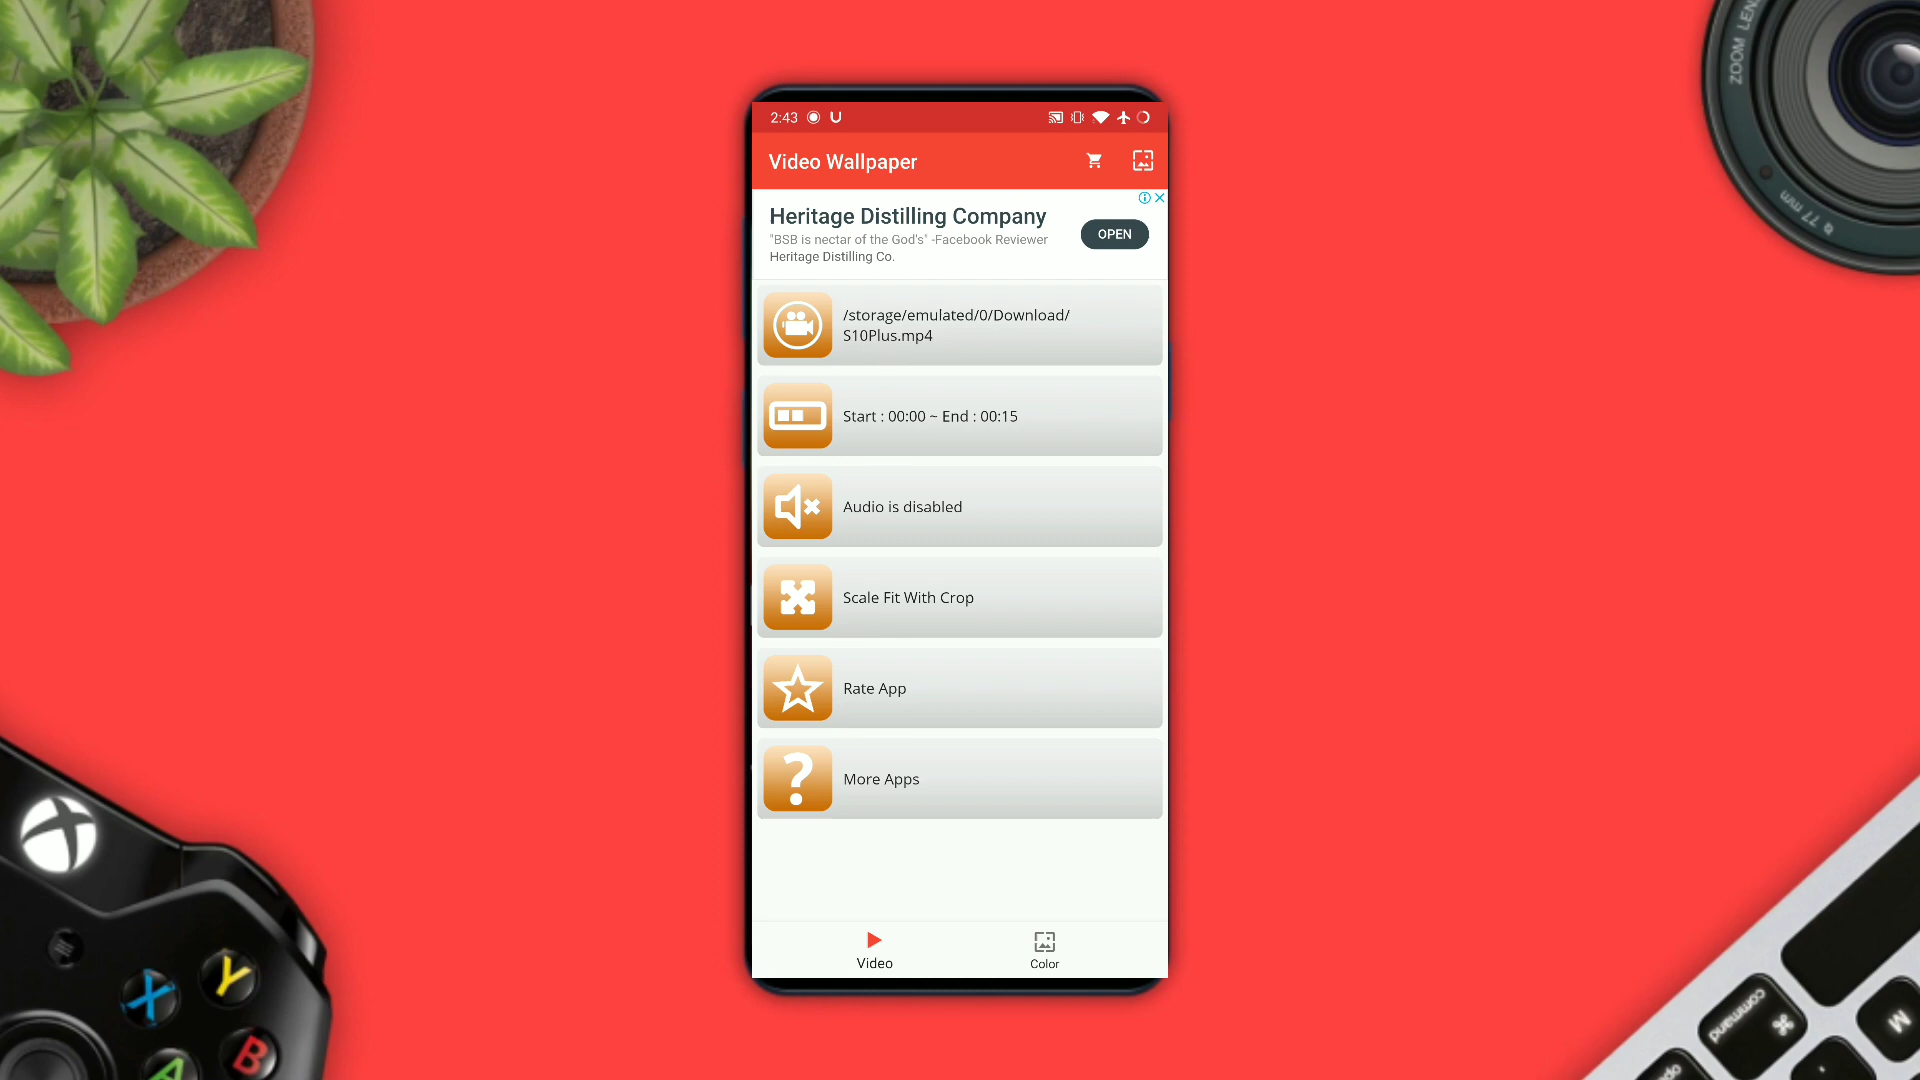 ZOOM LENS
77 mm
2:43
Video Wallpaper
Heritage Distilling Company
"BSB is nectar of the God's" -Facebook Reviewer
Heritage Distilling Co.
OPEN
/storage/emulated/0/Download/
S10Plus.mp4
Start : 00:00 ~ End : 00:15
Audio is disabled
Scale Fit With Crop
Rate App
More Apps
Video
Color
X
Y
B
A
command
M